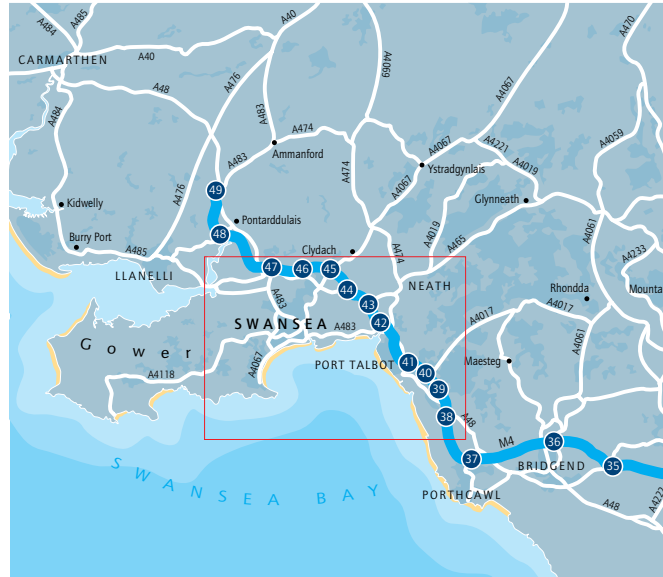 A484
A485
A40
A470
CARMARTHEN
A40
A476
A4069
A4067
A48
A484
A483
A474
A4059
A4067
A4221
A483
Ammanford
A474
A4019
Ystradgynlais
A4067
49
A476
Glynneath
Kidwelly
Pontarddulais
A4019
A465
A4061
48
Burry Port
Clydach
A474
A4233
A485
47
46
45
LLANELLI
NEATH
44
Rhondda
Mounta
A483
43
A4017
A4017
SWANSEA
42
A483
A4061
Gower
PORT TALBOT
41
Maesteg
A4067
40
A4118
39
38
A48
M4
36
37
35
BRIDGEND
SWANSEA BAY
PORTHCAWL
A48
A4222